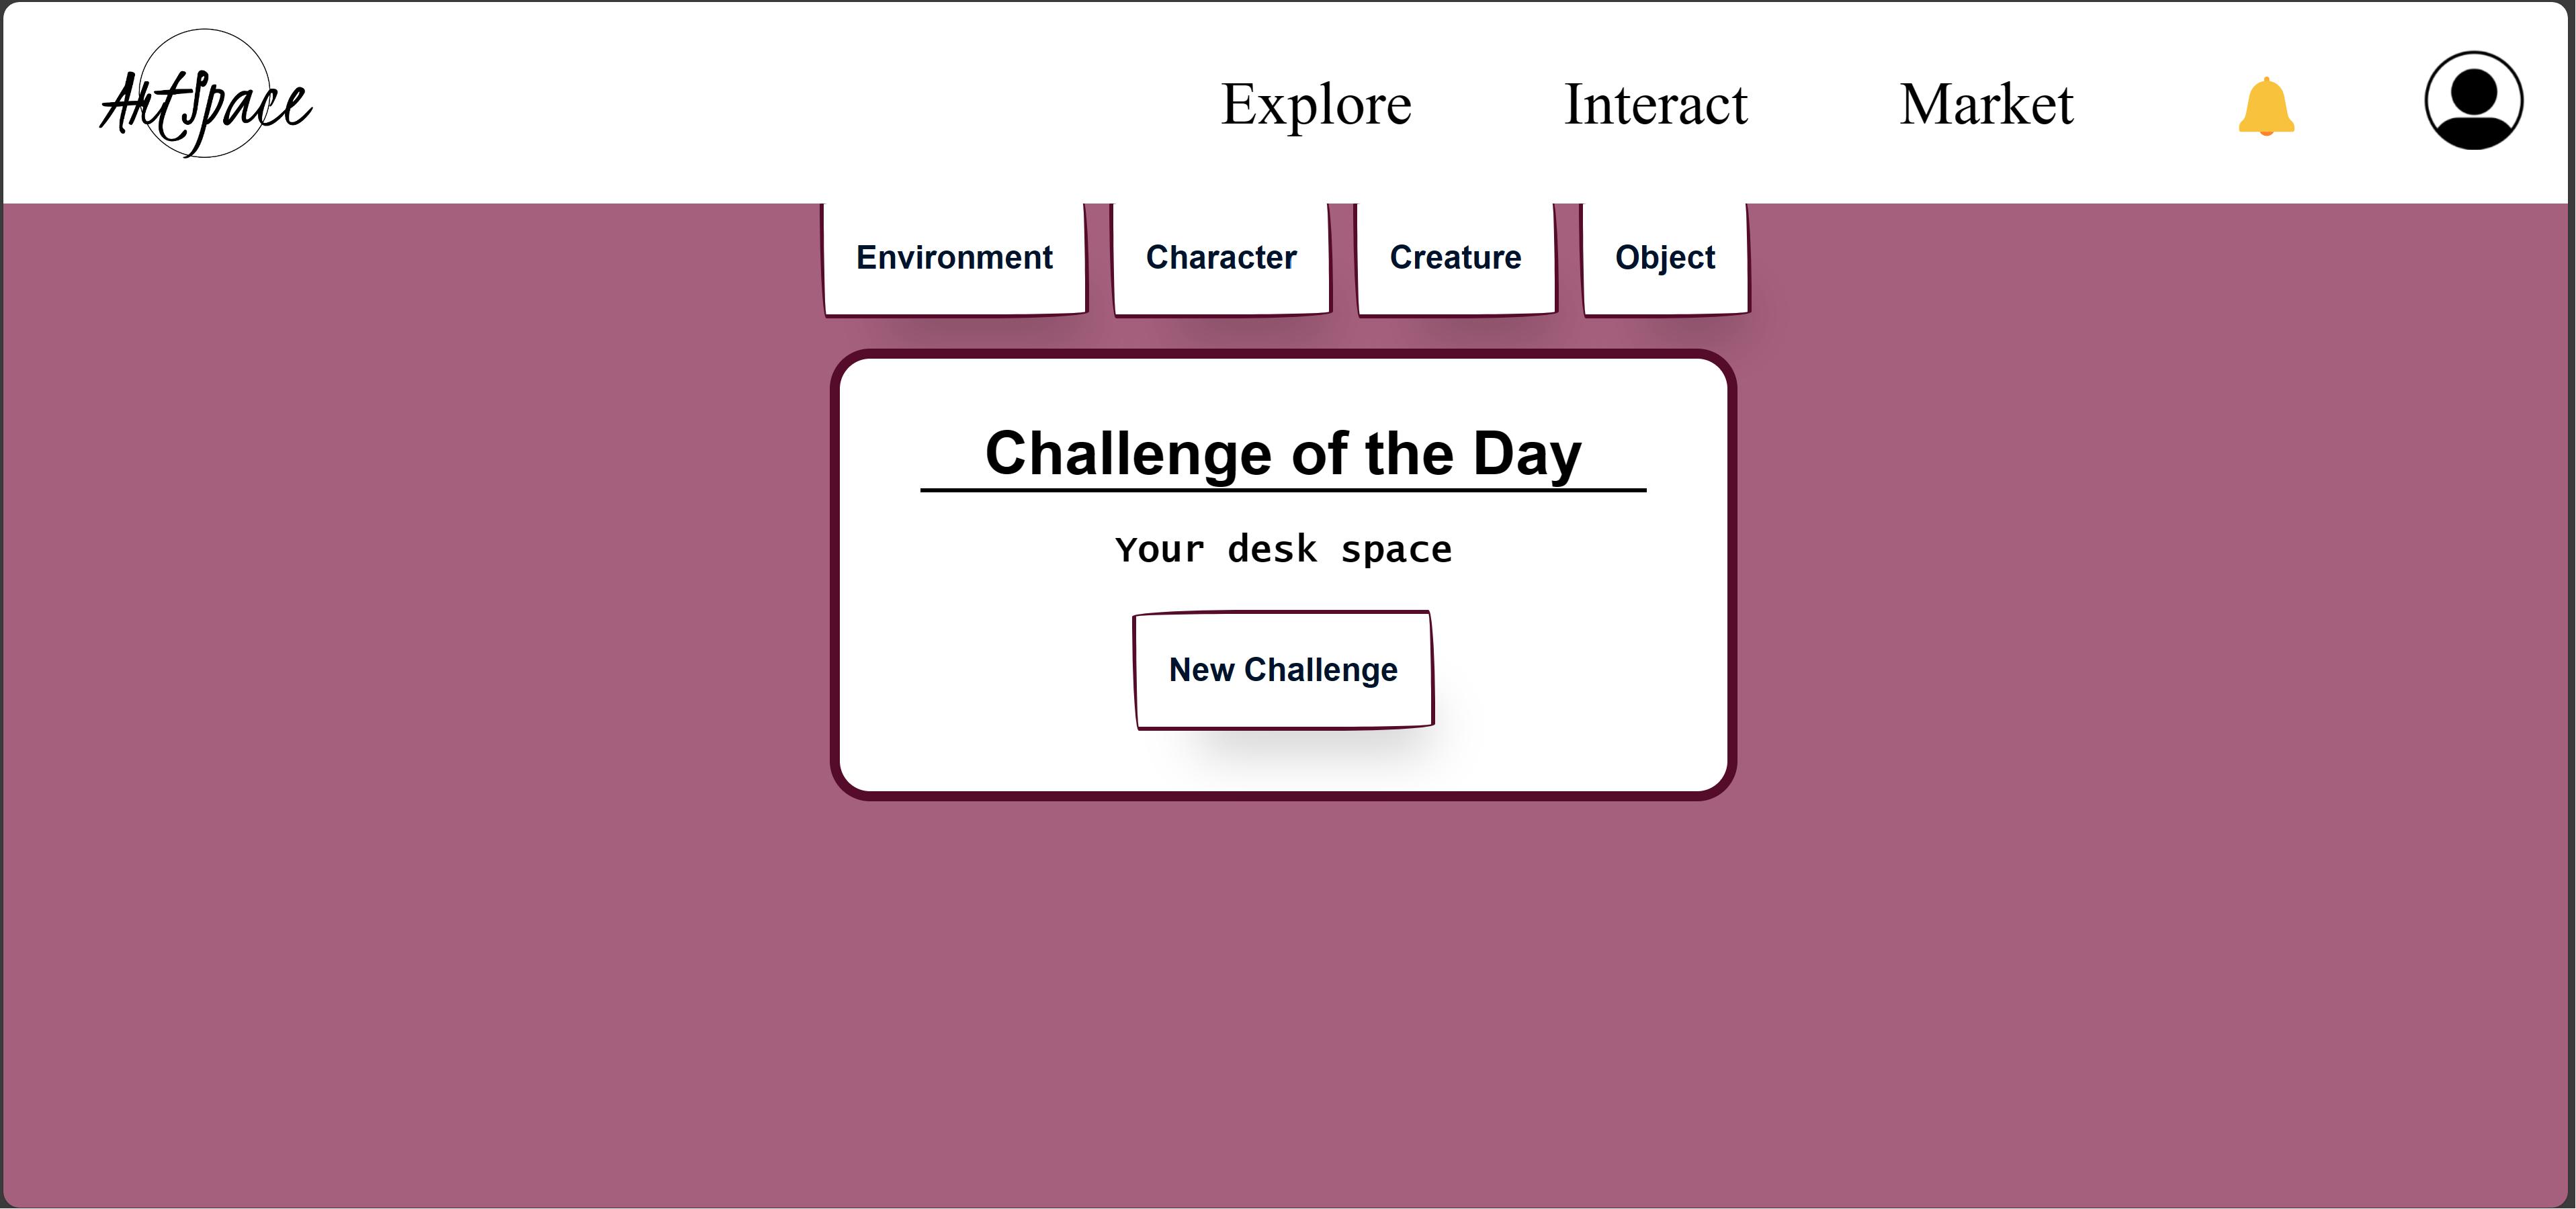 ArtSpace
Explore Interact Market
Environment Character Creature Object
Challenge of the Day
Your desk space
New Challenge